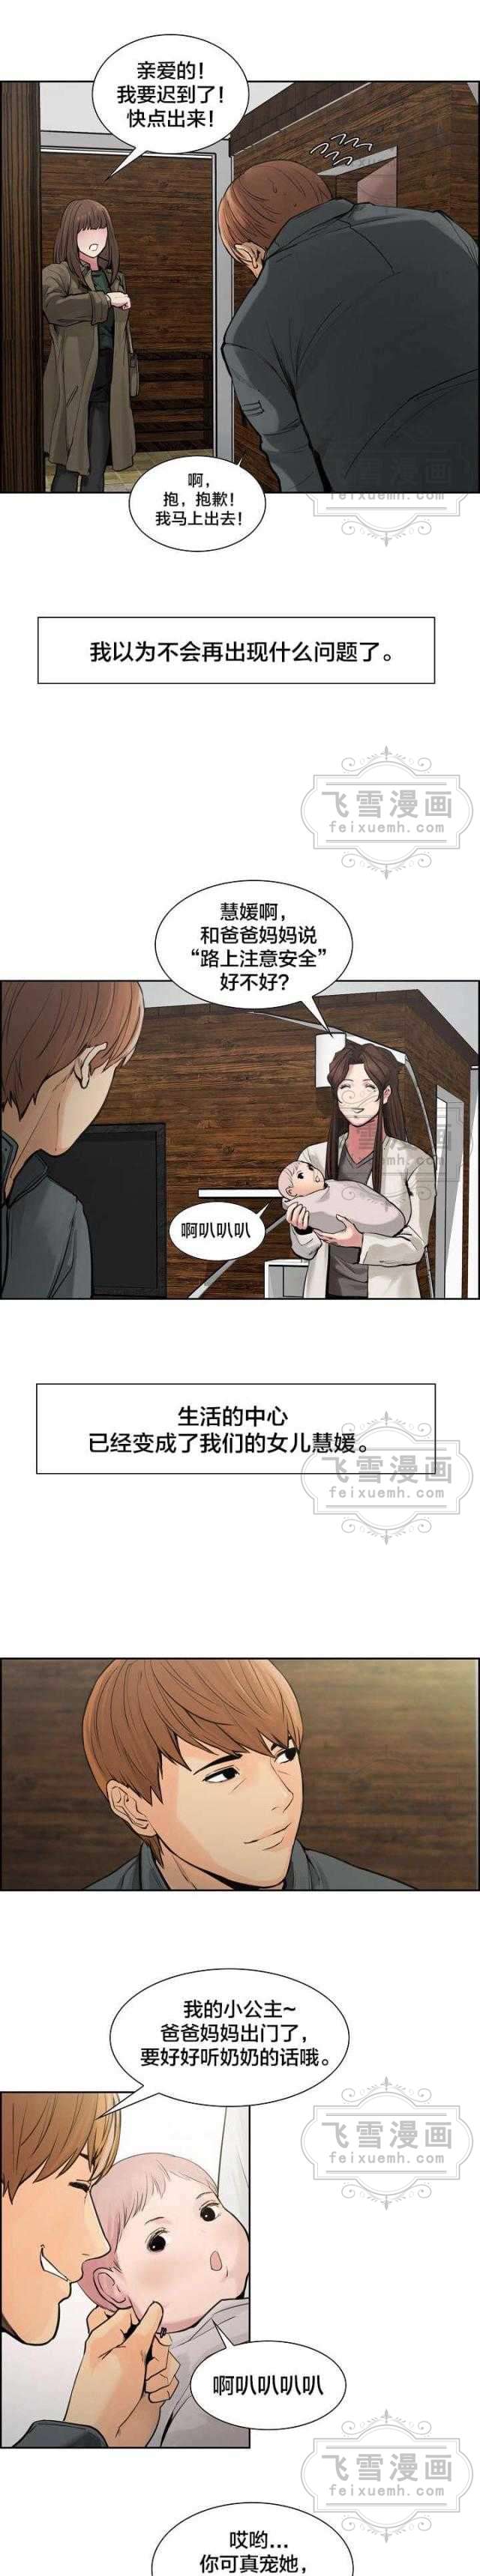 亲爱的!
我要迟到了!
快点出来!
啊,
抱,抱歉!
我马上出去!
我以为不会再出现什么问题了。
飞雪漫画
feixuemh.com
慧媛啊,
和爸爸妈妈说
“路上注意安全”
好不好?
啊叭叭叭
生活的中心
已经变成了我们的女儿慧媛。
飞雪漫画
feixuemh.com
我的小公主~
爸爸妈妈出门了,
要好好听奶奶的话哦。
飞雪漫画
feixuemh.com
啊叭叭叭叭
飞雪漫画
feixuemh.com
哎哟...
你可真宠她,